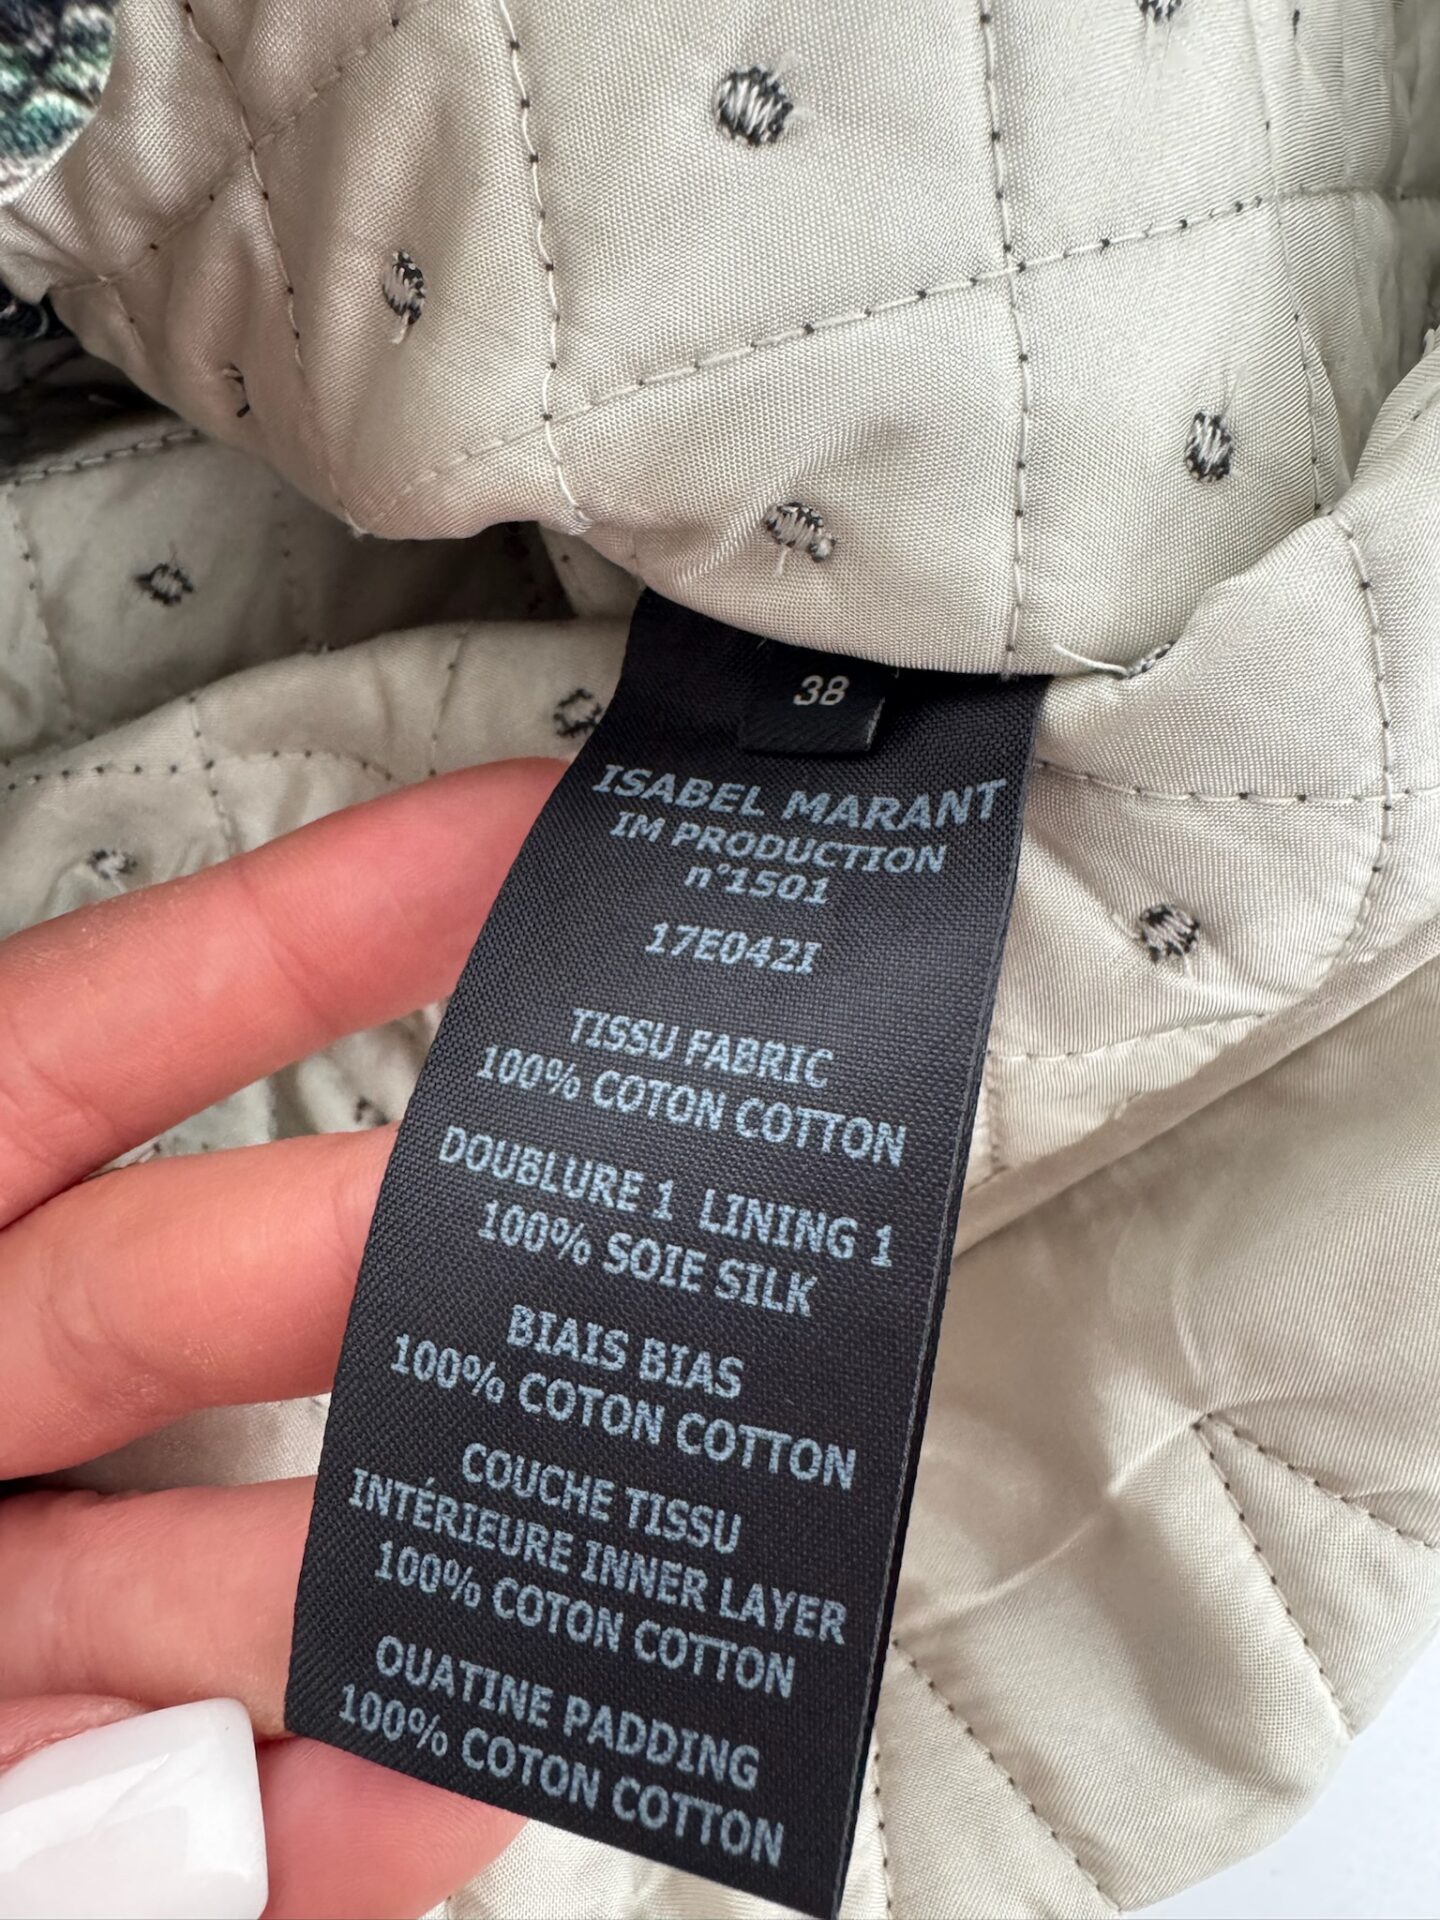 38
ISABEL MARANT
IM PRODUCTION
n°1501
17E042I
TISSU FABRIC
100% COTON COTTON
DOUBLURE 1 LINING 1
100% SOIE SILK
BIAIS BIAS
100% COTON COTTON
COUCHE TISSU
INTÉRIEURE INNER LAYER
100% COTON COTTON
OUATINE PADDING
100% COTON COTTON